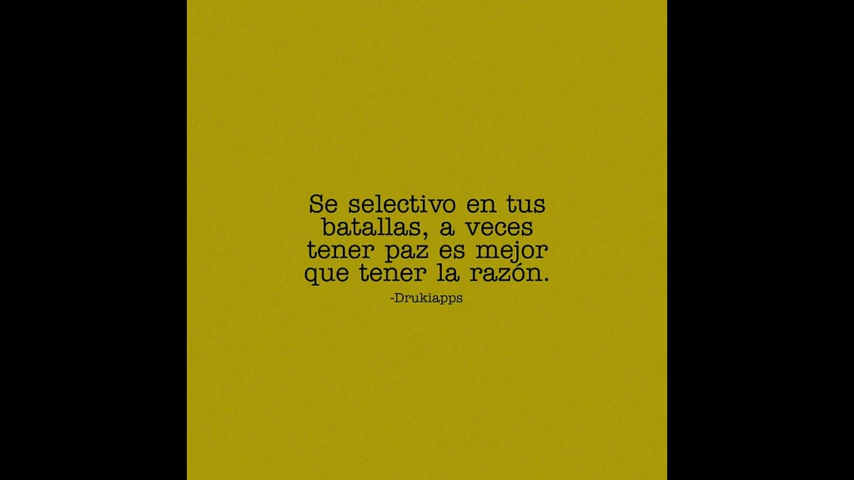 Se selectivo en tus
batallas, a veces
tener paz es mejor
que tener la razón.
-Drukiapps